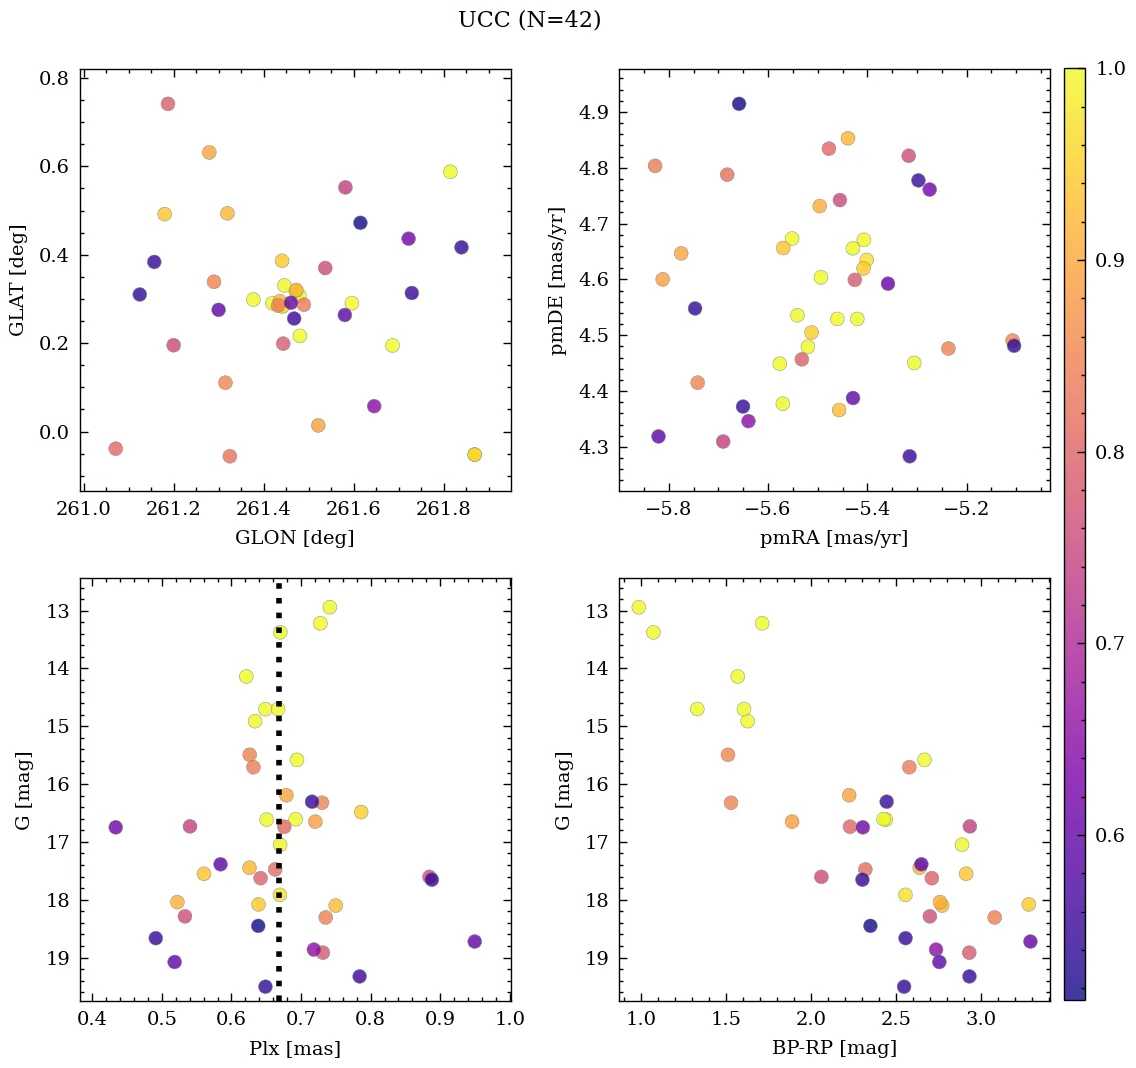 UCC (N=42)
0.8
0.6
0.4
0.2
0.0
GLAT [deg]
261.0 261.2 261.4 261.6 261.8
GLON [deg]
4.9
4.8
4.7
4.6
4.5
4.4
4.3
pmDE [mas/yr]
−5.8 −5.6 −5.4 −5.2
pmRA [mas/yr]
1.0
0.9
0.8
0.7
0.6
13
14
15
16
17
18
19
G [mag]
0.4 0.5 0.6 0.7 0.8 0.9 1.0
Plx [mas]
13
14
15
16
17
18
19
G [mag]
1.0 1.5 2.0 2.5 3.0
BP-RP [mag]